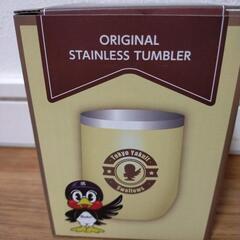 ORIGINAL
STAINLESS TUMBLER
Tokyo Yakult
Swallows